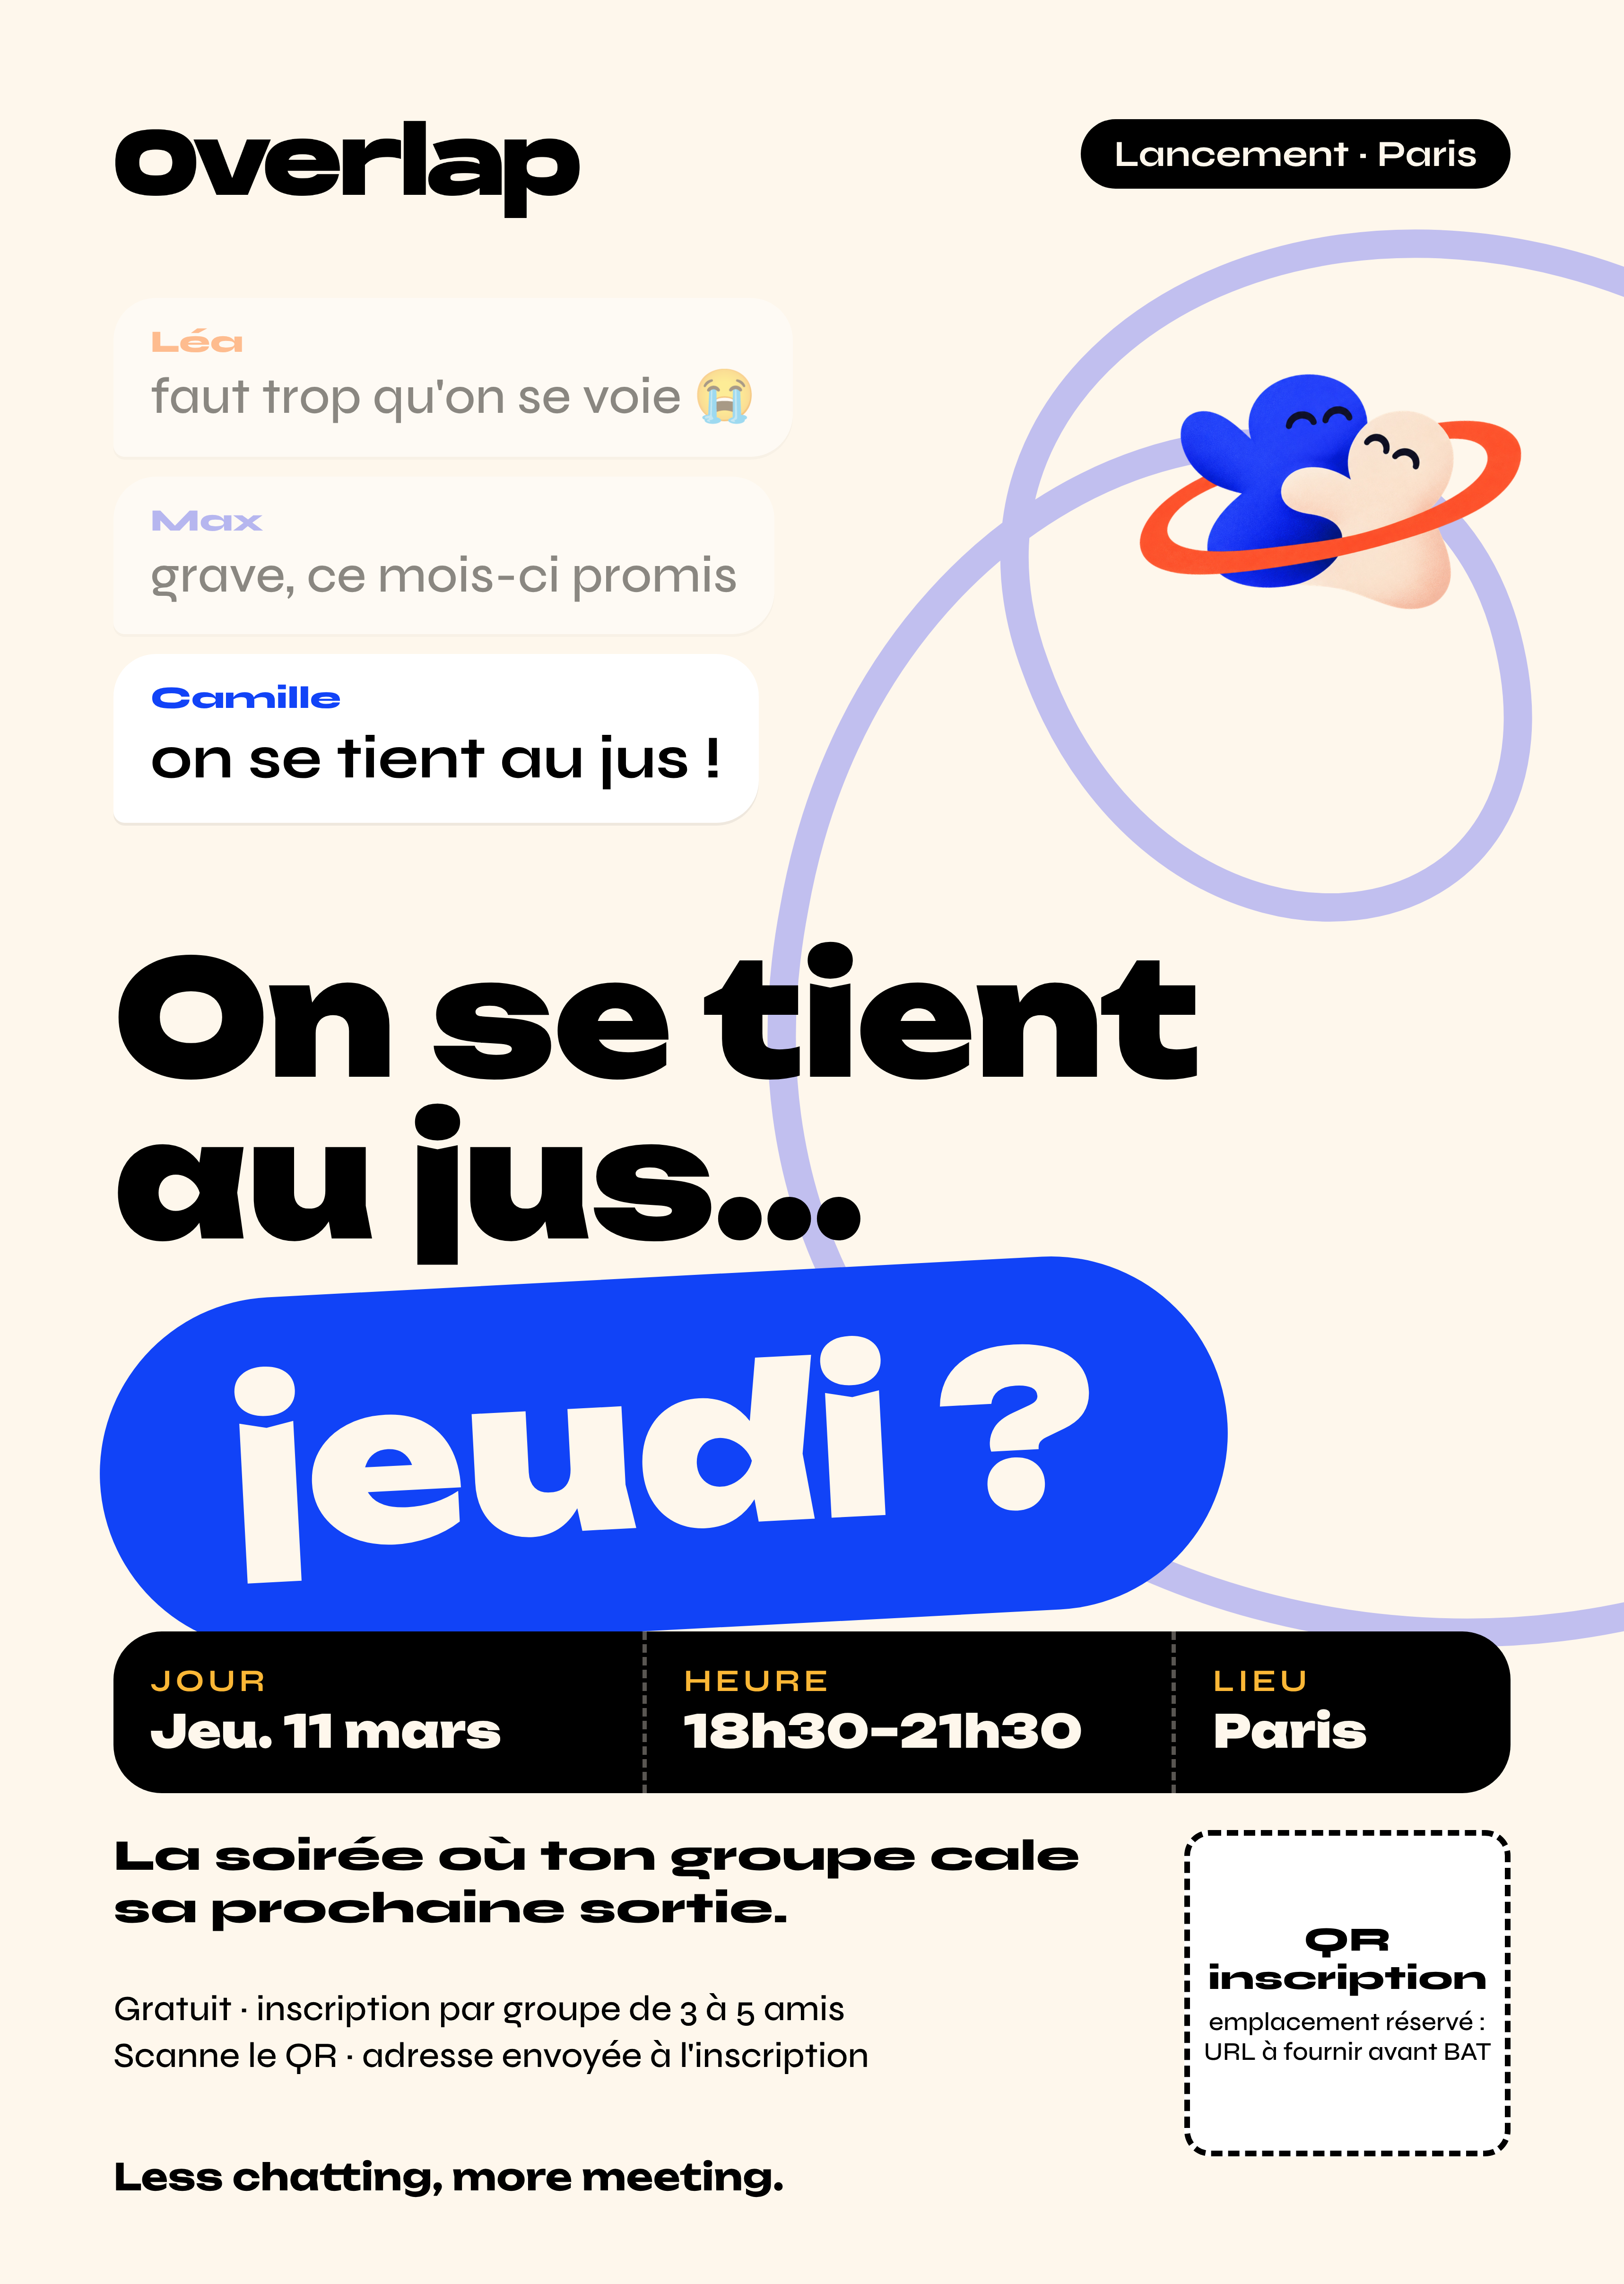 Overlap
Lancement · Paris
Léa
faut trop qu'on se voie 😭
Max
grave, ce mois-ci promis
Camille
on se tient au jus !
On se tient
au jus...
jeudi ?
JOUR
Jeu. 11 mars
HEURE
18h30–21h30
LIEU
Paris
La soirée où ton groupe cale
sa prochaine sortie.
Gratuit · inscription par groupe de 3 à 5 amis
Scanne le QR · adresse envoyée à l'inscription
QR
inscription
emplacement réservé :
URL à fournir avant BAT
Less chatting, more meeting.